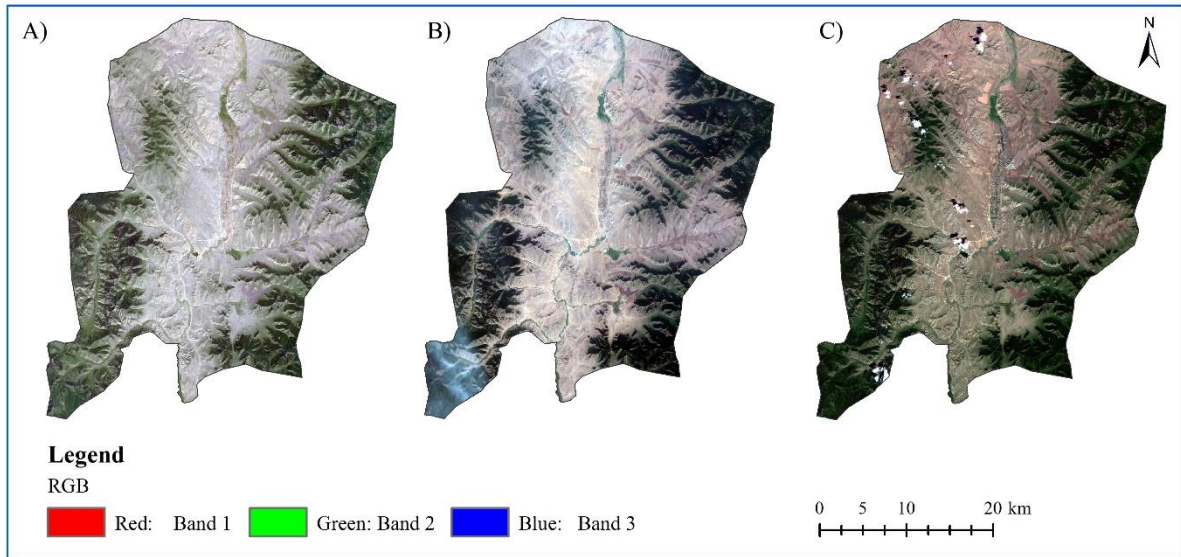 A)
B)
C)
N
Legend
RGB
Red: Band 1
Green: Band 2
Blue: Band 3
0 5 10 20 km